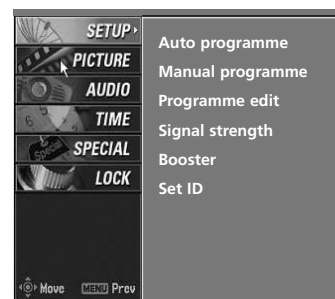 SETUP
PICTURE
AUDIO
TIME
SPECIAL
LOCK
Move MENU Prev
Auto programme
Manual programme
Programme edit
Signal strength
Booster
Set ID